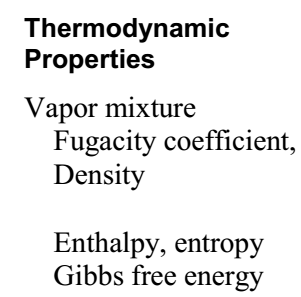 Thermodynamic
Properties
Vapor mixture
Fugacity coefficient,
Density
Enthalpy, entropy
Gibbs free energy